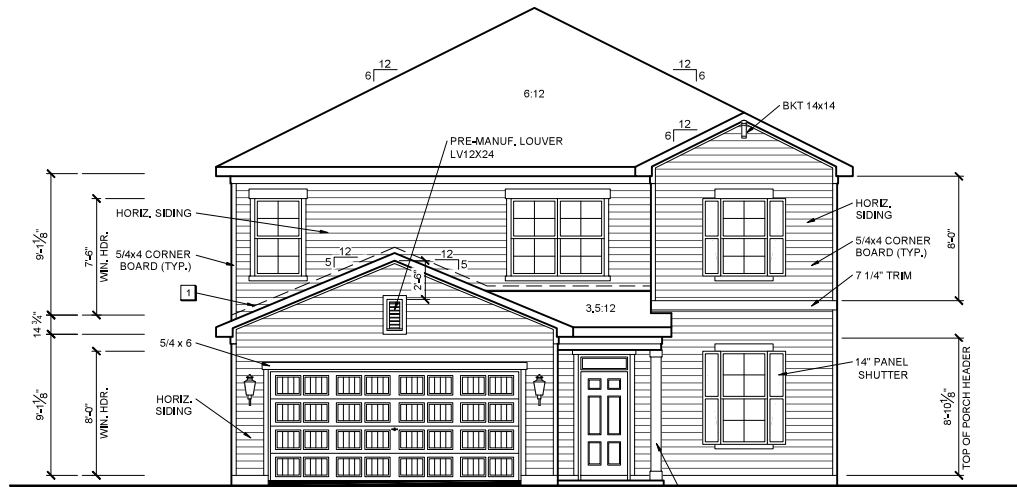 12
6
12
6
6:12
BKT 14x14
12
6
PRE-MANUF. LOUVER
LV12X24
HORIZ. SIDING
HORIZ.
SIDING
9'-1 1/8"
7'-6"
WIN. HDR.
5/4x4 CORNER
BOARD (TYP.)
12
5
12
5
2'-6"
5/4x4 CORNER
BOARD (TYP.)
8'-0"
7 1/4" TRIM
1
3.5:12
14 3/4"
5/4 x 6
14" PANEL
SHUTTER
9'-1 1/8"
8'-0"
WIN. HDR.
HORIZ.
SIDING
8'-10 1/8"
TOP OF PORCH HEADER